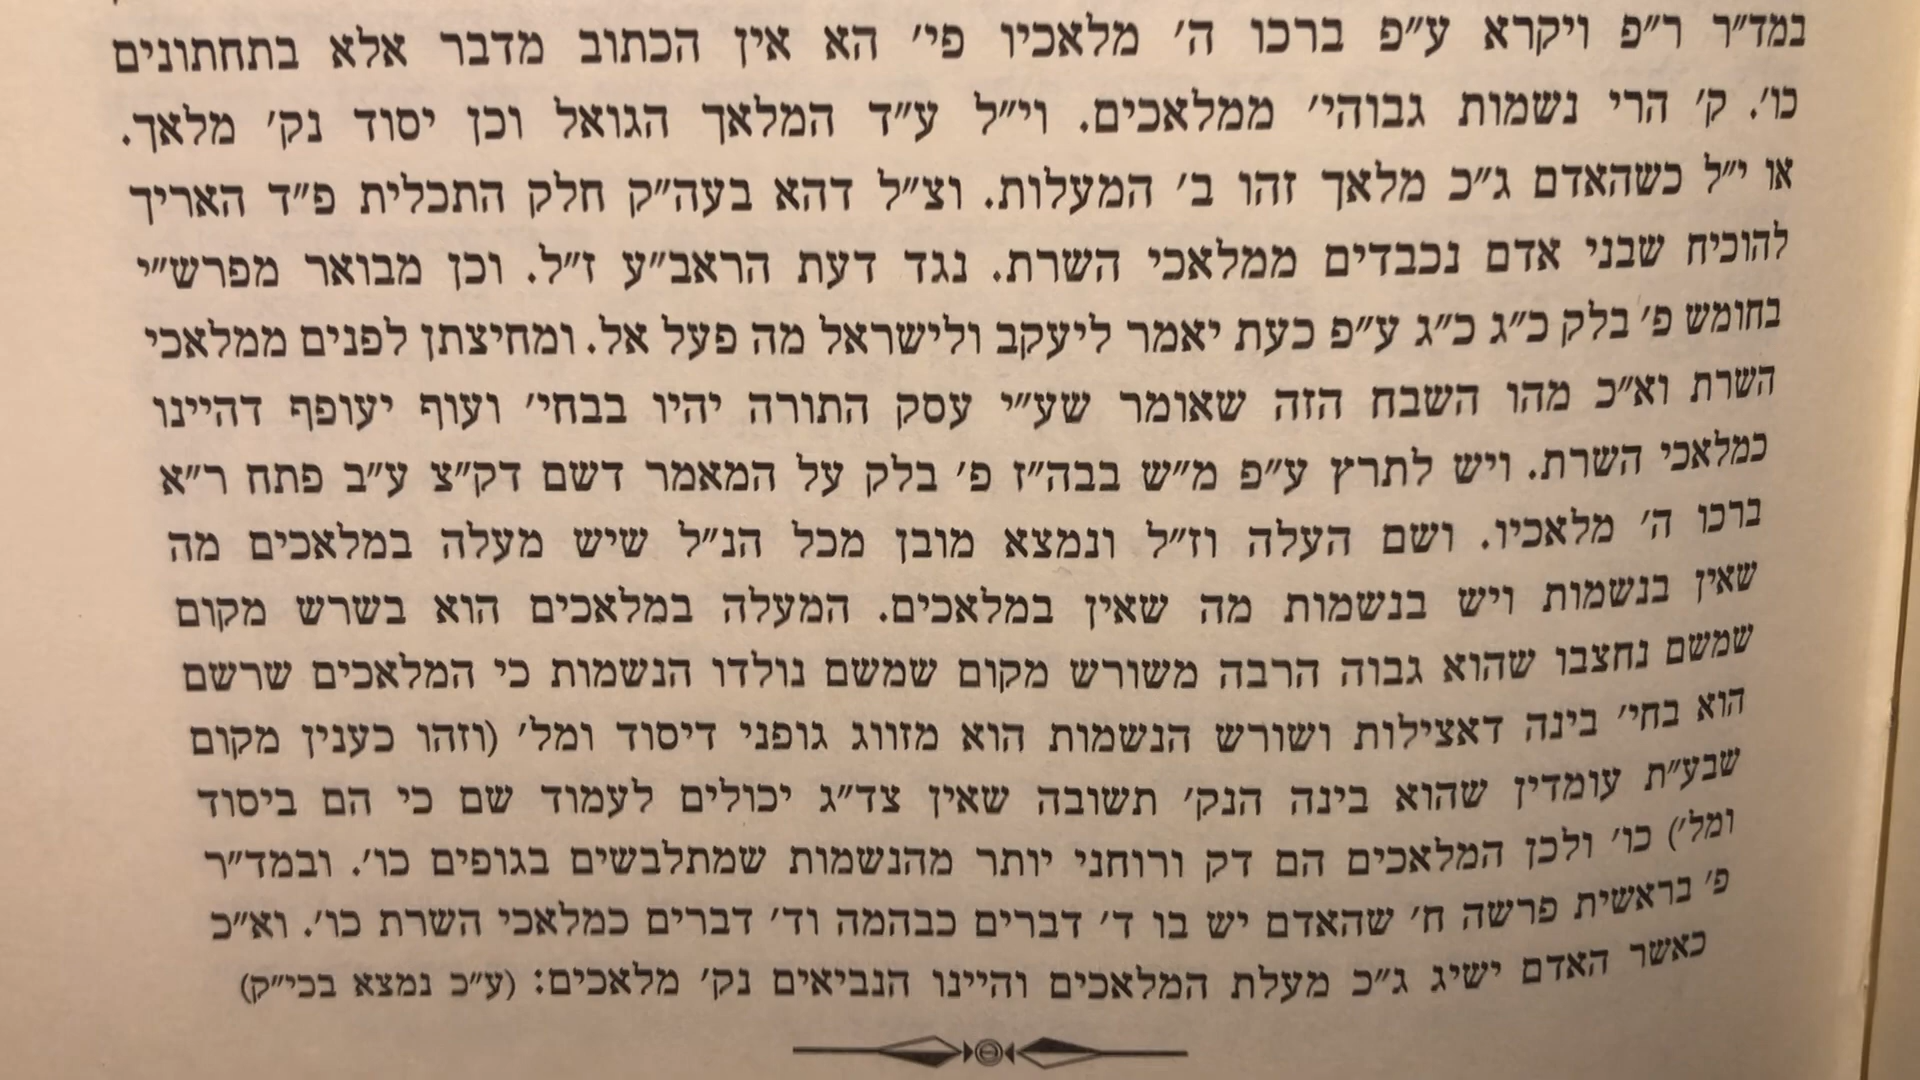 במד״ר ר״פ ויקרא ע״פ ברכו ה׳ מלאכיו פי׳ הא אין הכתוב מדבר אלא בתחתונים
כו׳. ק׳ הרי נשמות גבוהי׳ ממלאכים. וי״ל ע״ד המלאך הגואל וכן יסוד נק׳ מלאך.
או י״ל כשהאדם ג״כ מלאך זהו ב׳ המעלות. וצ״ל דהא בעה״ק חלק התכלית פ״ד האריך
להוכיח שבני אדם נכבדים ממלאכי השרת. נגד דעת הראב״ע ז״ל. וכן מבואר מפרש״י
בחומש פ׳ בלק כ״ג כ״ג ע״פ כעת יאמר ליעקב ולישראל מה פעל אל. ומחיצתן לפנים ממלאכי
השרת וא״כ מהו השבח הזה שאומר שע״י עסק התורה יהיו בבחי׳ ועוף יעופף דהיינו
כמלאכי השרת. ויש לתרץ ע״פ מ״ש בבה״ז פ׳ בלק על המאמר דשם דק״צ ע״ב פתח ר״א
ברכו ה׳ מלאכיו. ושם העלה וז״ל ונמצא מובן מכל הנ״ל שיש מעלה במלאכים מה
שאין בנשמות ויש בנשמות מה שאין במלאכים. המעלה במלאכים הוא בשרש מקום
שמשם נחצבו שהוא גבוה הרבה משורש מקום שמשם נולדו הנשמות כי המלאכים שרשם
הוא בחי׳ בינה דאצילות ושורש הנשמות הוא מזווג גופני דיסוד ומל׳ (וזהו כענין מקום
שבע״ת עומדין שהוא בינה הנק׳ תשובה שאין צד״ג יכולים לעמוד שם כי הם ביסוד
ומל׳) כו׳ ולכן המלאכים הם דק ורוחני יותר מהנשמות שמתלבשים בגופים כו׳. ובמד״ר
פ׳ בראשית פרשה ח׳ שהאדם יש בו ד׳ דברים כבהמה וד׳ דברים כמלאכי השרת כו׳. וא״כ
כאשר האדם ישיג ג״כ מעלת המלאכים והיינו הנביאים נק׳ מלאכים: (ע״כ נמצא בכי״ק)